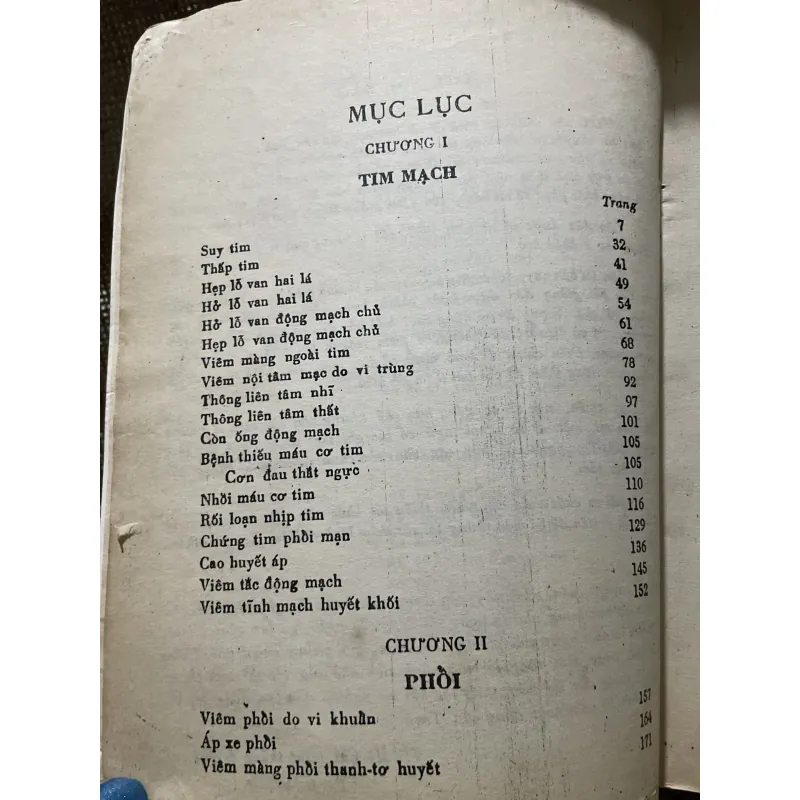 MỤC LỤC
CHƯƠNG I
TIM MẠCH
Trang
Suy tim 7
Thấp tim 32
Hẹp lỗ van hai lá 41
Hở lỗ van hai lá 49
Hở lỗ van động mạch chủ 54
Hẹp lỗ van động mạch chủ 61
Viêm màng ngoài tim 68
Viêm nội tâm mạc do vi trùng 78
Thông liên tâm nhĩ 92
Thông liên tâm thất 97
Còn ống động mạch 101
Bệnh thiếu máu cơ tim 105
Cơn đau thắt ngực 105
Nhồi máu cơ tim 110
Rối loạn nhịp tim 116
Chứng tim phổi mạn 129
Cao huyết áp 136
Viêm tắc động mạch 145
Viêm tĩnh mạch huyết khối 152
CHƯƠNG II
PHỔI
Viêm phổi do vi khuẩn 157
Áp xe phổi 164
Viêm màng phổi thanh-tơ huyết 171